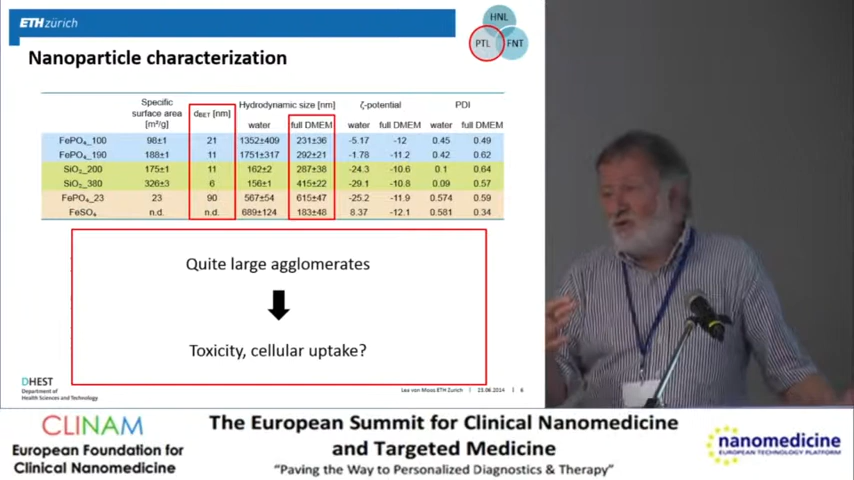 ETH zürich
HNL
PTL
FNT
Nanoparticle characterization
Specific surface area [m²/g] d_BET [nm] Hydrodynamic size [nm] ζ-potential PDI
water full DMEM water full DMEM water full DMEM
FePO₄_100 98±1 21 1352±409 231±36 -5.17 -12 0.45 0.49
FePO₄_190 188±1 11 1751±317 292±21 -1.78 -11.2 0.42 0.62
SiO₂_200 175±1 11 162±2 287±38 -24.3 -10.6 0.1 0.64
SiO₂_380 326±3 6 156±1 415±22 -29.1 -10.8 0.09 0.57
FePO₄_23 23 90 567±54 615±47 -25.2 -11.9 0.574 0.59
FeSO₄ n.d. n.d. 689±124 183±48 8.37 -12.1 0.581 0.34
Quite large agglomerates
Toxicity, cellular uptake?
DHEST
Department of
Health Sciences and Technology
Lea von Moos ETH Zurich | 23.06.2014 | 6
CLINAM
European Foundation for
Clinical Nanomedicine
The European Summit for Clinical Nanomedicine
and Targeted Medicine
“Paving the Way to Personalized Diagnostics & Therapy”
nanomedicine
EUROPEAN TECHNOLOGY PLATFORM